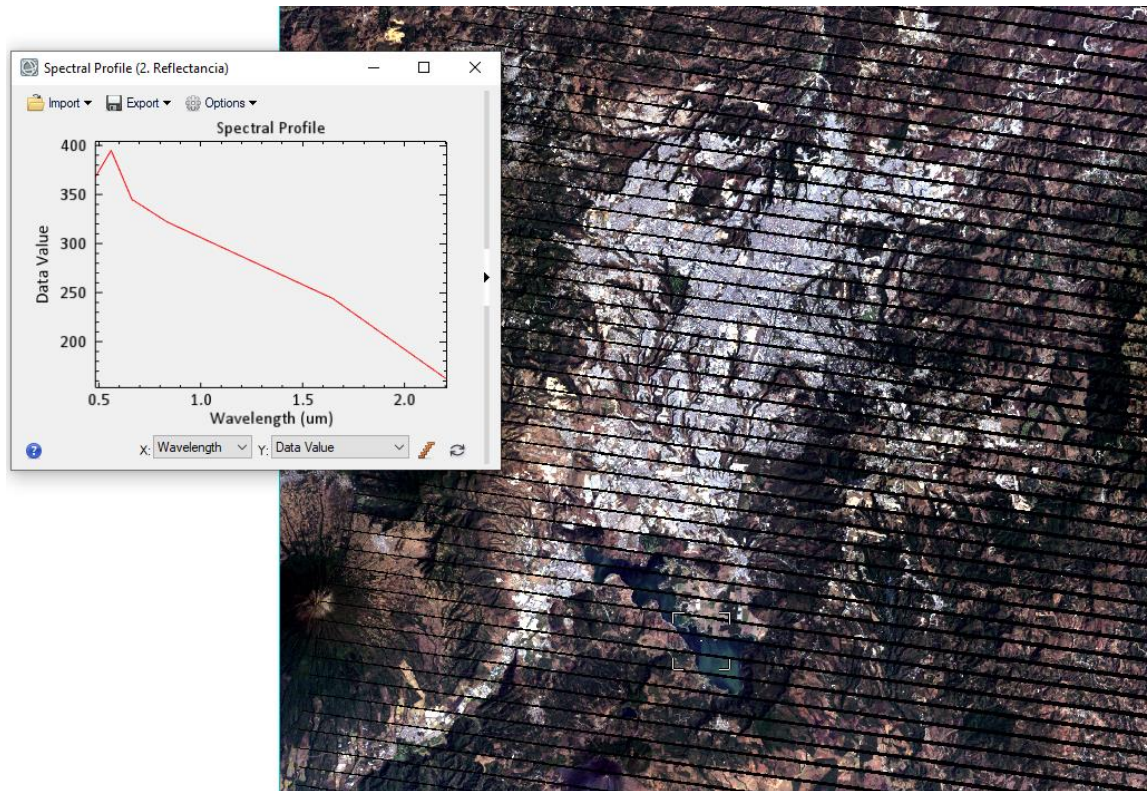 Spectral Profile (2. Reflectancia)
Import Export Options
Spectral Profile
400
350
300
250
200
Data Value
0.5 1.0 1.5 2.0
Wavelength (um)
? X: Wavelength Y: Data Value